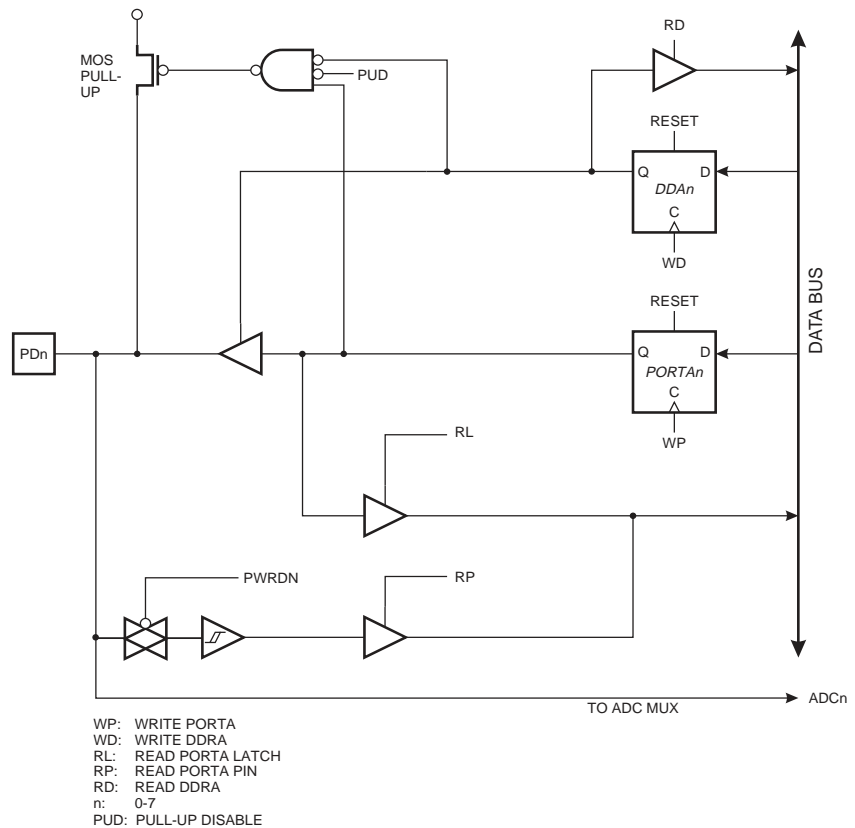 RD
MOS
PULL-
UP
PUD
RESET
Q
D
DDAn
C
WD
DATA BUS
RESET
PDn
Q
D
PORTAn
C
WP
RL
PWRDN
RP
TO ADC MUX
ADCn
WP: WRITE PORTA
WD: WRITE DDRA
RL: READ PORTA LATCH
RP: READ PORTA PIN
RD: READ DDRA
n: 0-7
PUD: PULL-UP DISABLE